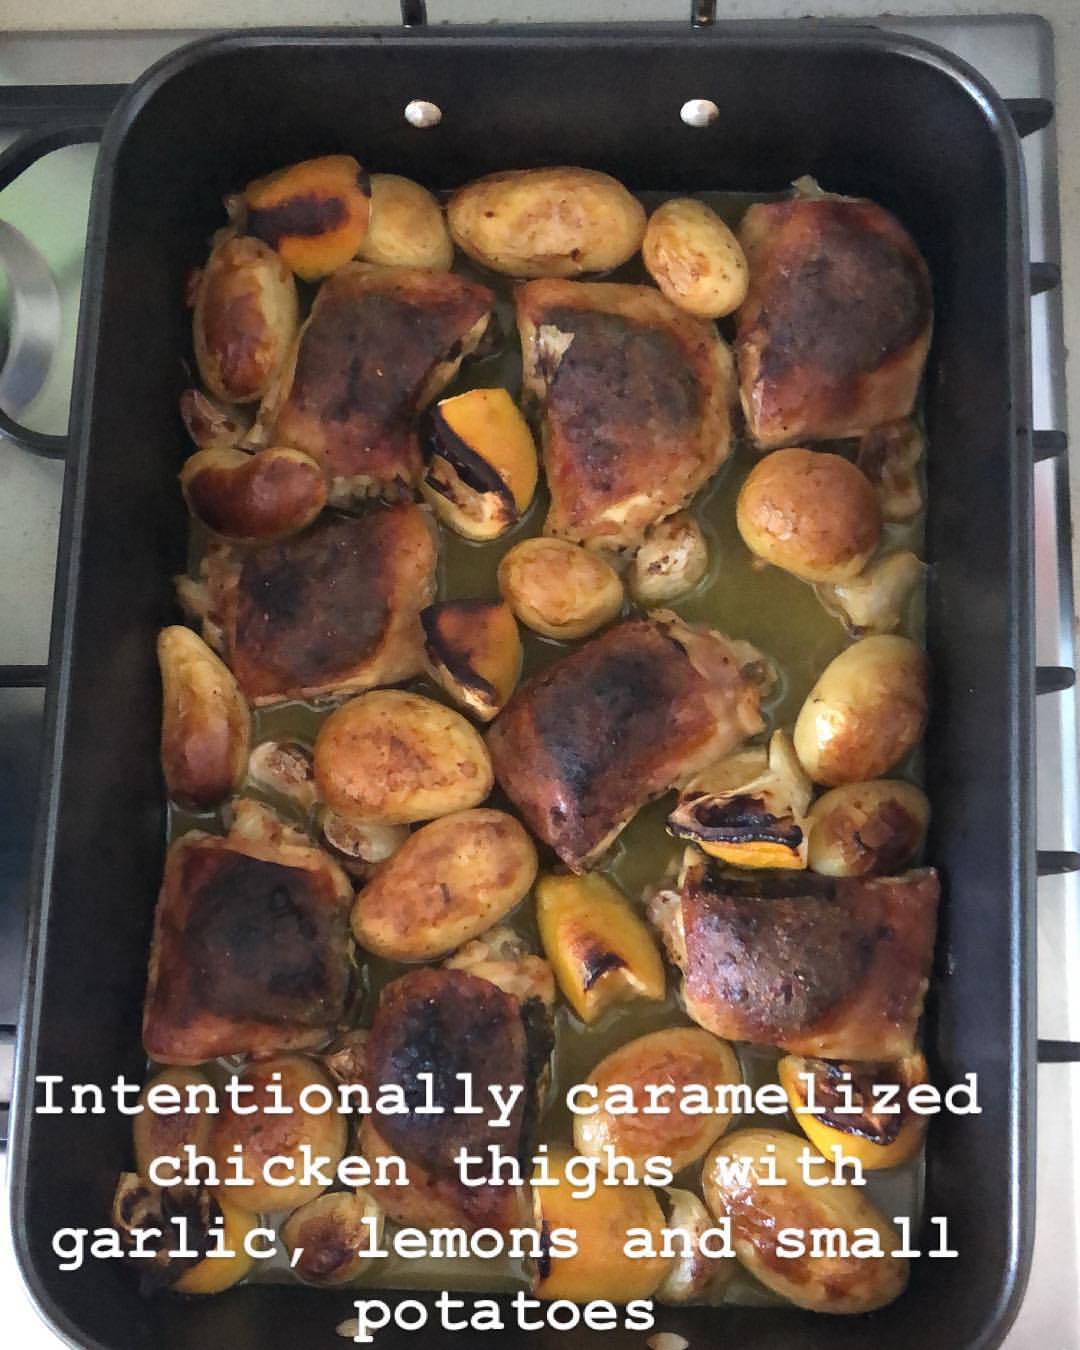 Intentionally caramelized
chicken thighs with
garlic, lemons and small
potatoes